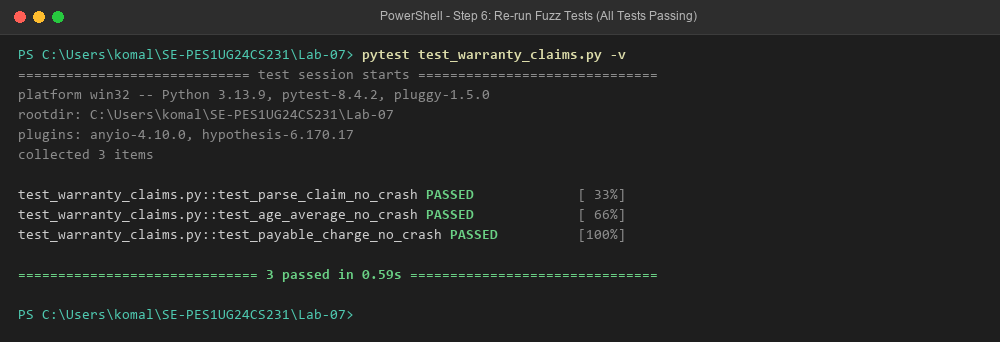 PowerShell - Step 6: Re-run Fuzz Tests (All Tests Passing)
PS C:\Users\komal\SE-PES1UG24CS231\Lab-07> pytest test_warranty_claims.py -v
============================= test session starts ==============================
platform win32 -- Python 3.13.9, pytest-8.4.2, pluggy-1.5.0
rootdir: C:\Users\komal\SE-PES1UG24CS231\Lab-07
plugins: anyio-4.10.0, hypothesis-6.170.17
collected 3 items
test_warranty_claims.py::test_parse_claim_no_crash PASSED             [ 33%]
test_warranty_claims.py::test_age_average_no_crash PASSED             [ 66%]
test_warranty_claims.py::test_payable_charge_no_crash PASSED          [100%]
============================== 3 passed in 0.59s ===============================
PS C:\Users\komal\SE-PES1UG24CS231\Lab-07>